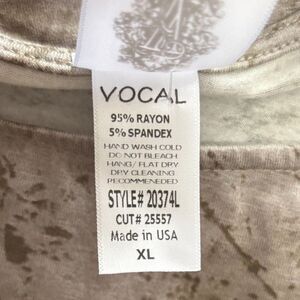 VOCAL
95% RAYON
5% SPANDEX
HAND WASH COLD
DO NOT BLEACH
HANG/ FLAT DRY
DRY CLEANING
RECOMMENEDED
STYLE# 20374L
CUT# 25557
Made in USA
XL